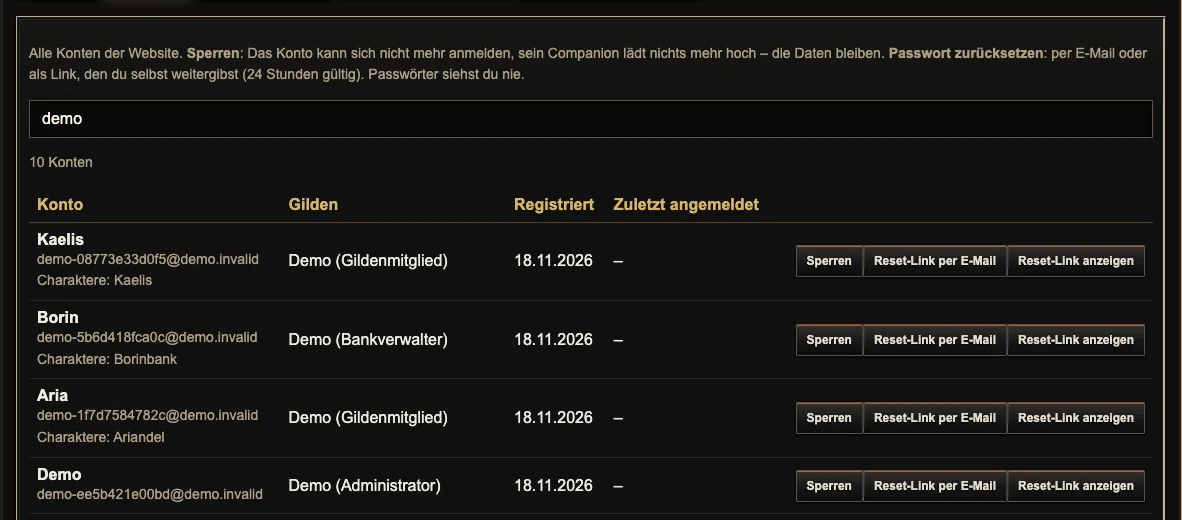 Alle Konten der Website. Sperren: Das Konto kann sich nicht mehr anmelden, sein Companion lädt nichts mehr hoch – die Daten bleiben. Passwort zurücksetzen: per E-Mail oder
als Link, den du selbst weitergibst (24 Stunden gültig). Passwörter siehst du nie.
demo
10 Konten
Konto Gilden Registriert Zuletzt angemeldet
Kaelis
demo-08773e33d0f5@demo.invalid
Charaktere: Kaelis
Demo (Gildenmitglied) 18.11.2026 – Sperren Reset-Link per E-Mail Reset-Link anzeigen
Borin
demo-5b6d418fca0c@demo.invalid
Charaktere: Borinbank
Demo (Bankverwalter) 18.11.2026 – Sperren Reset-Link per E-Mail Reset-Link anzeigen
Aria
demo-1f7d7584782c@demo.invalid
Charaktere: Ariandel
Demo (Gildenmitglied) 18.11.2026 – Sperren Reset-Link per E-Mail Reset-Link anzeigen
Demo
demo-ee5b421e00bd@demo.invalid
Demo (Administrator) 18.11.2026 – Sperren Reset-Link per E-Mail Reset-Link anzeigen